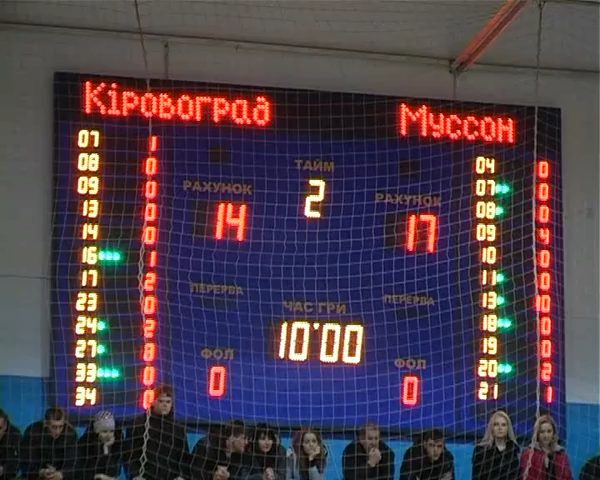 Кіровоград
Муссон
07 1
08 0
09 0
13 0
14 0
16 1
17 2
23 0
24 2
27 8
33 0
34 0
ТАЙМ
2
РАХУНОК
14
РАХУНОК
17
ПЕРЕРВА
ПЕРЕРВА
ЧАС ГРИ
10:00
ФОЛ
0
ФОЛ
0
04 0
07 0
08 0
09 4
10 0
11 0
13 10
18 0
19 0
20 2
21 1